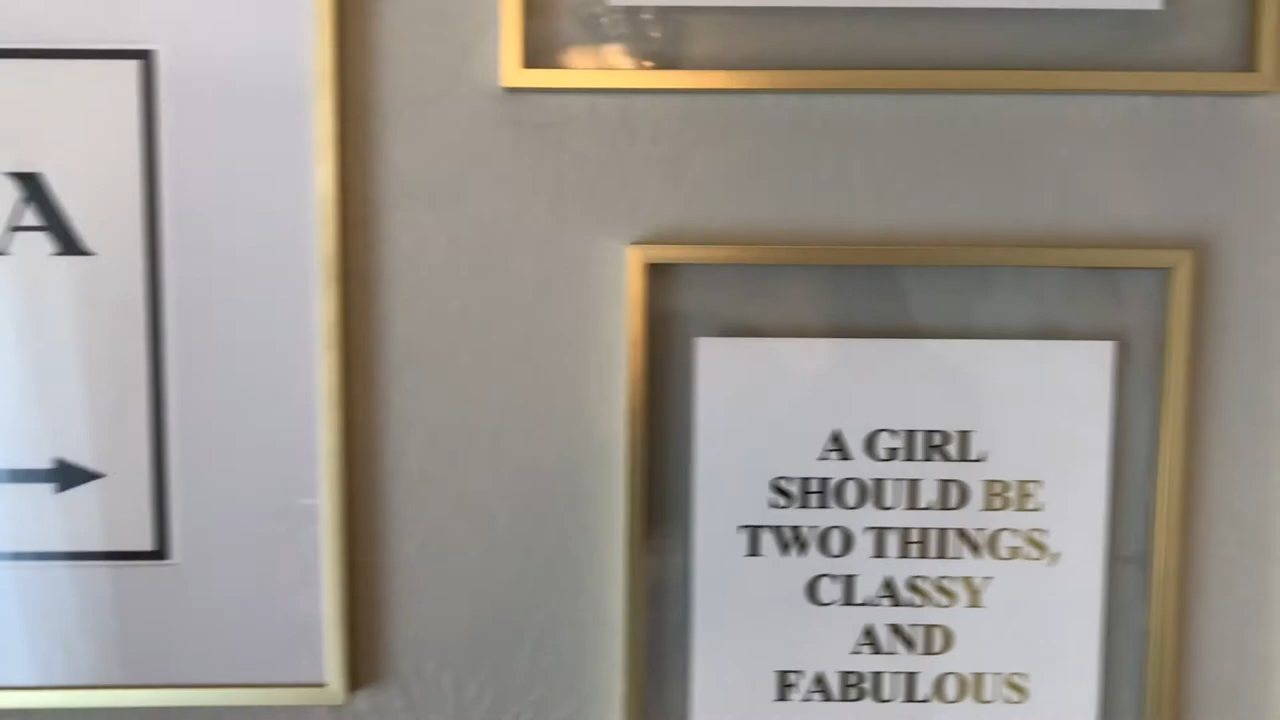 A
A GIRL
SHOULD BE
TWO THINGS,
CLASSY
AND
FABULOUS